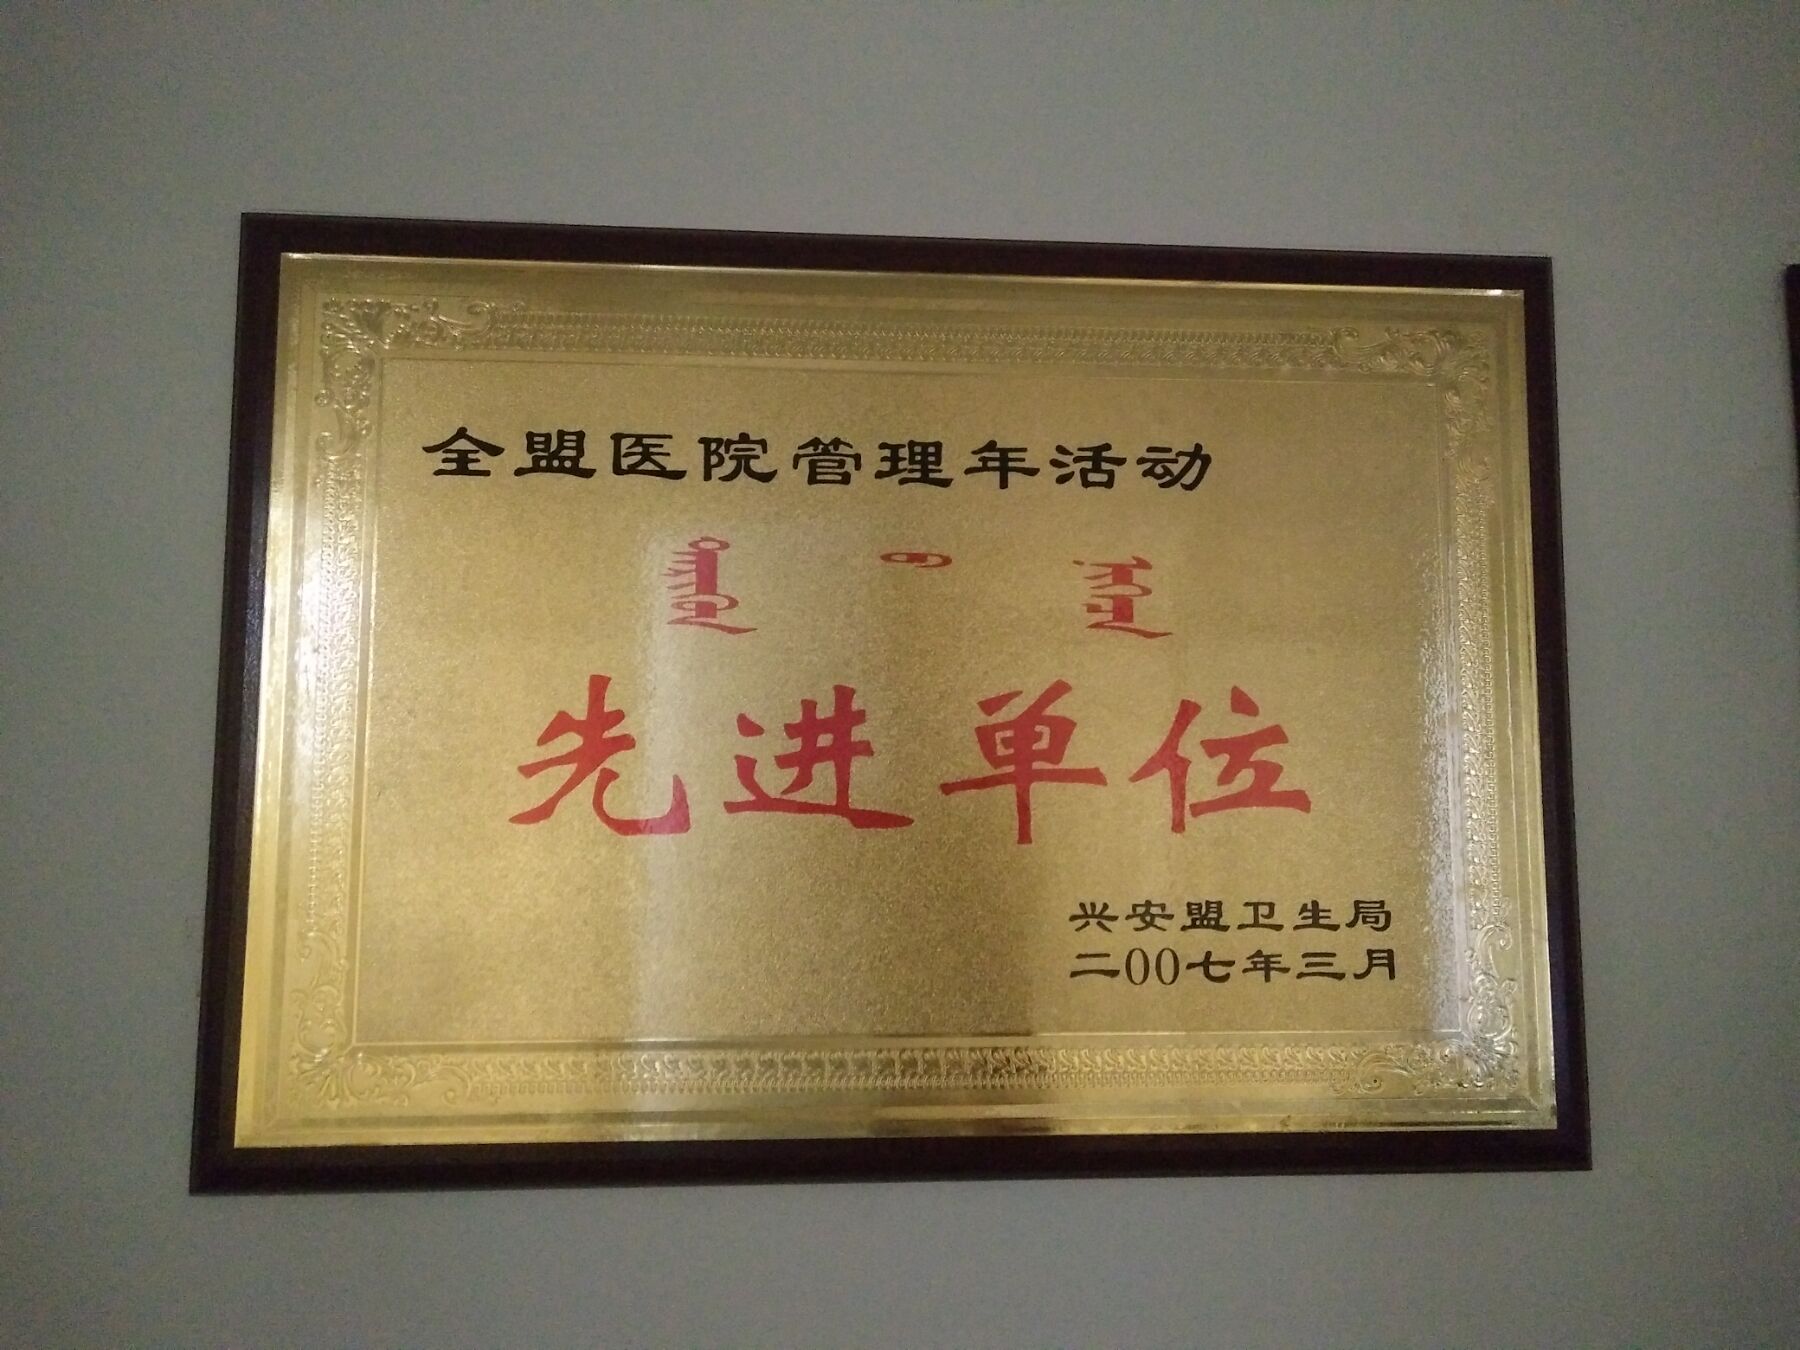 全盟医院管理年活动
先进单位
兴安盟卫生局
二00七年三月